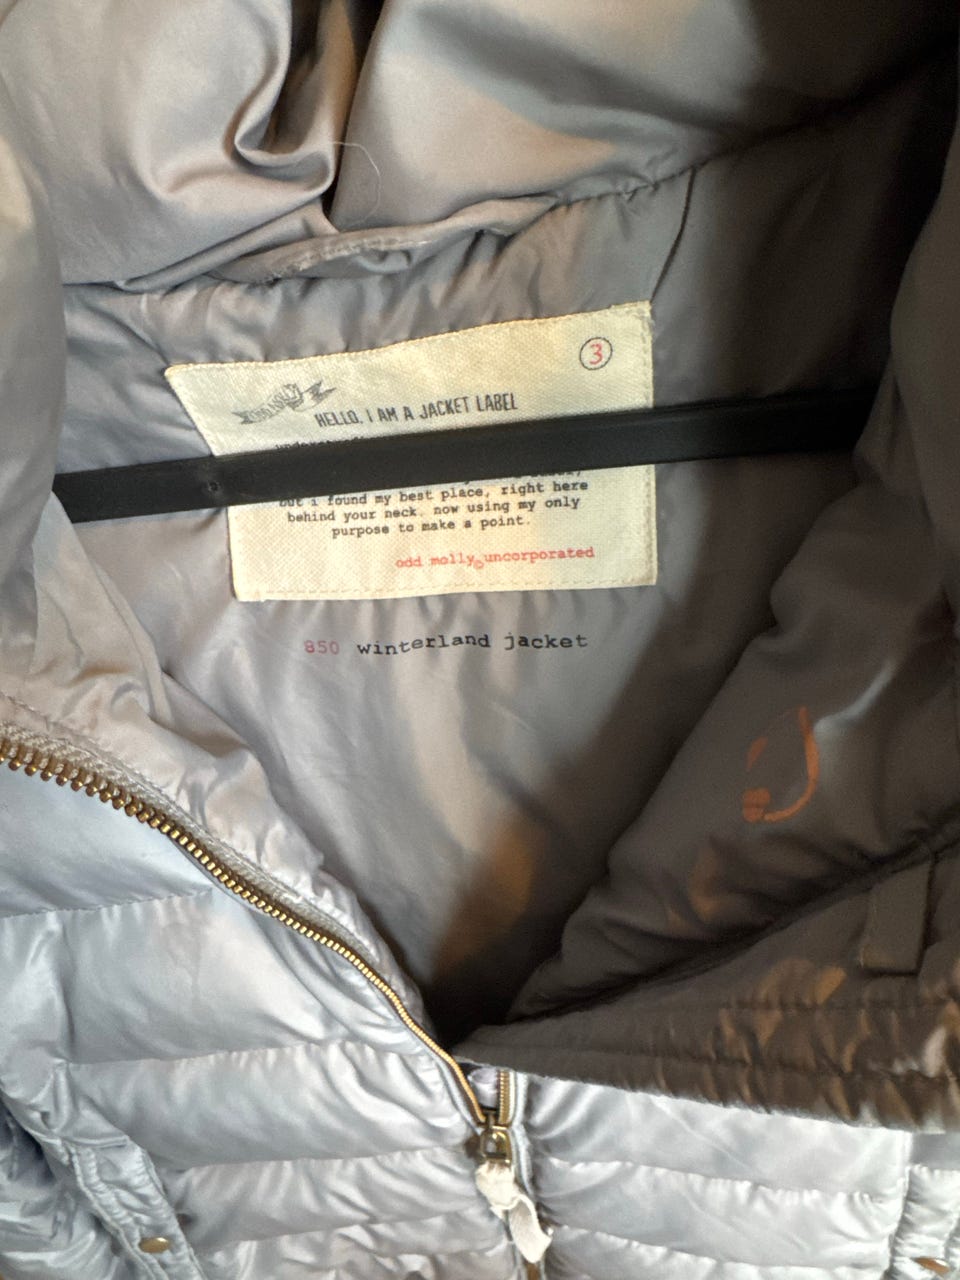 3
HELLO. I AM A JACKET LABEL
but i found my best place, right here
behind your neck. now using my only
purpose to make a point.
odd molly©uncorporated
850 winterland jacket